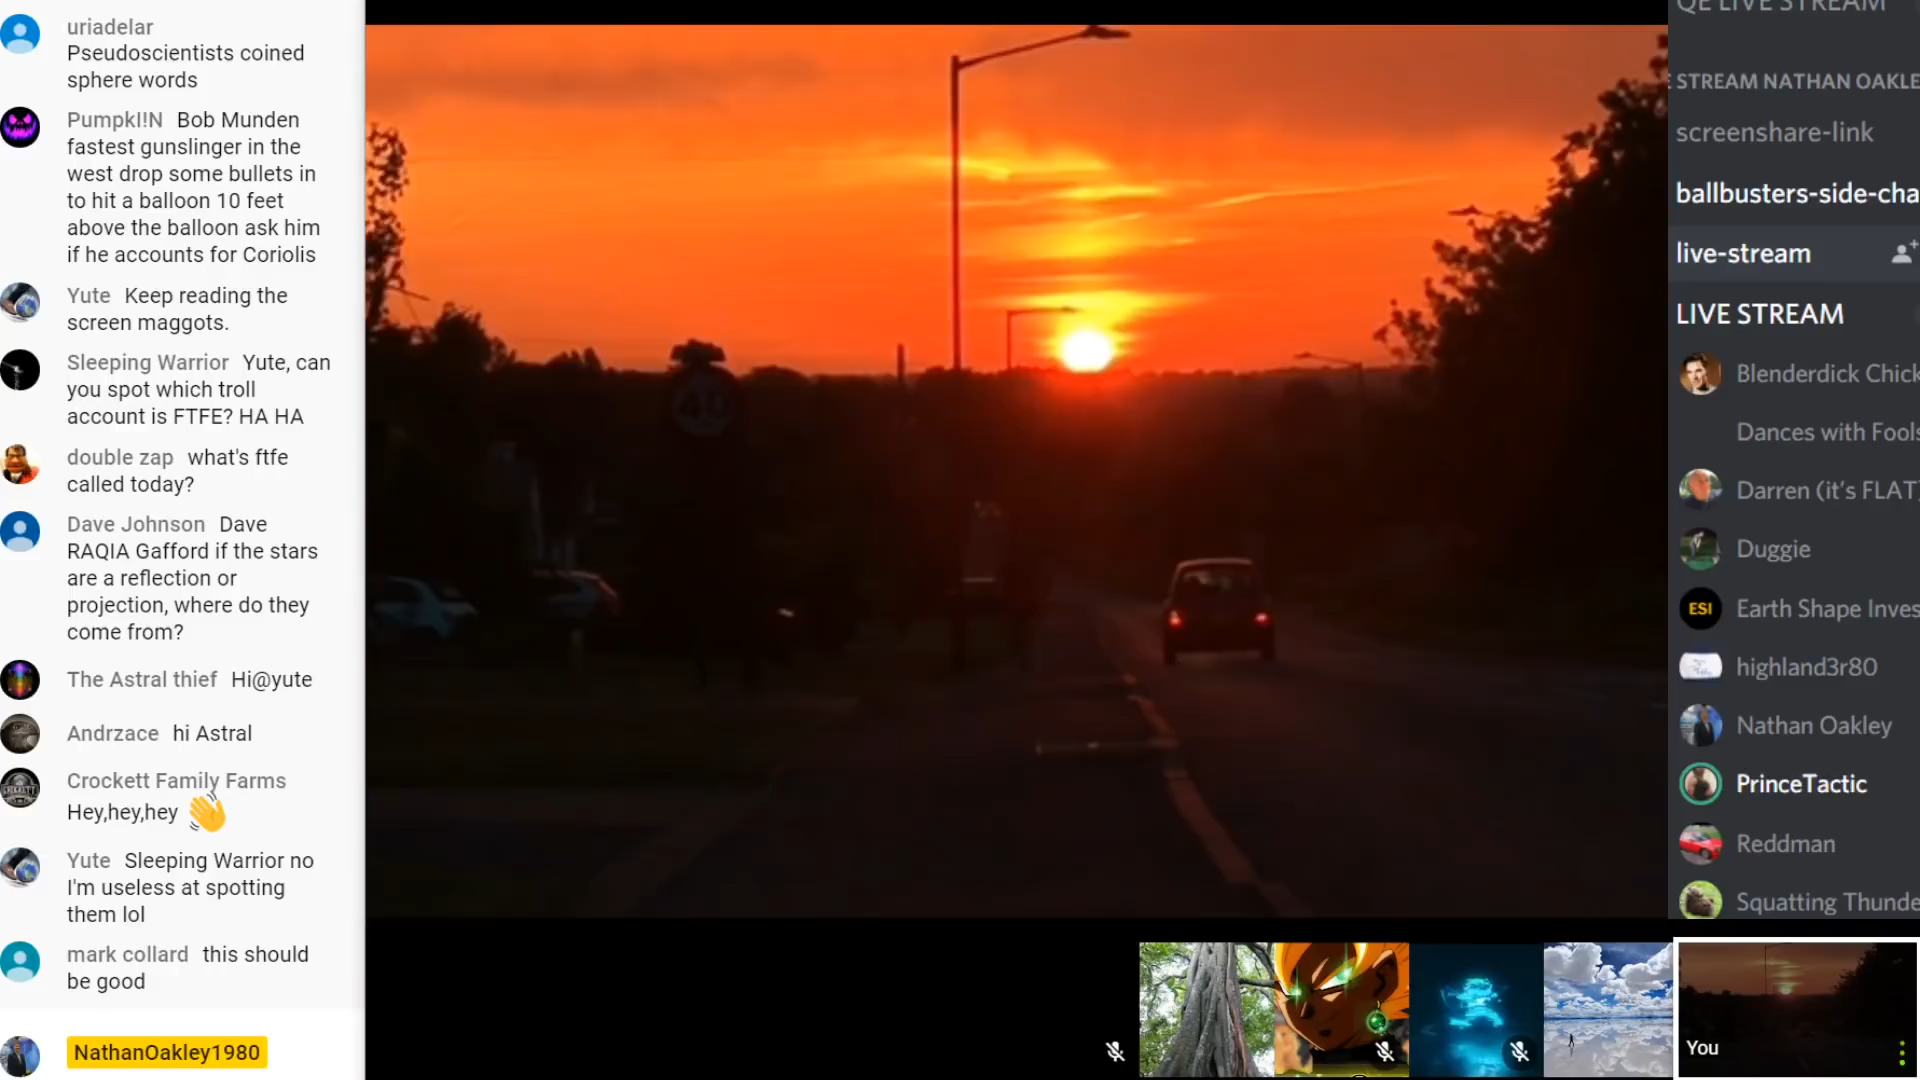 uriadelar
Pseudoscientists coined
sphere words
PumpkI!N Bob Munden
fastest gunslinger in the
west drop some bullets in
to hit a balloon 10 feet
above the balloon ask him
if he accounts for Coriolis
Yute Keep reading the
screen maggots.
Sleeping Warrior Yute, can
you spot which troll
account is FTFE? HA HA
double zap what's ftfe
called today?
Dave Johnson Dave
RAQIA Gafford if the stars
are a reflection or
projection, where do they
come from?
The Astral thief Hi@yute
Andrzace hi Astral
Crockett Family Farms
Hey,hey,hey
Yute Sleeping Warrior no
I'm useless at spotting
them lol
mark collard this should
be good
NathanOakley1980
40
QE LIVE STREAM
STREAM NATHAN OAKLE
screenshare-link
ballbusters-side-cha
live-stream
LIVE STREAM
Blenderdick Chick
Dances with Fools
Darren (it's FLAT)
Duggie
ESI Earth Shape Inves
highland3r80
Nathan Oakley
PrinceTactic
Reddman
Squatting Thunde
You